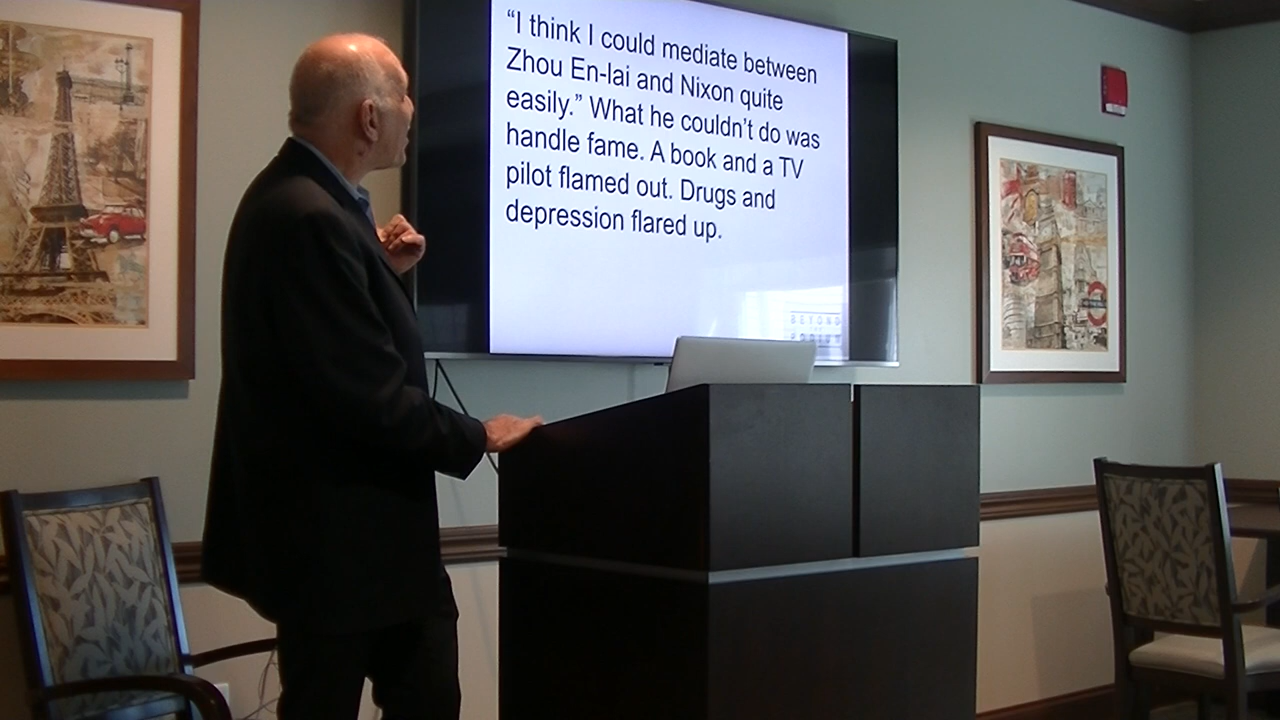 “I think I could mediate between
Zhou En-lai and Nixon quite
easily.” What he couldn’t do was
handle fame. A book and a TV
pilot flamed out. Drugs and
depression flared up.
BEYOND